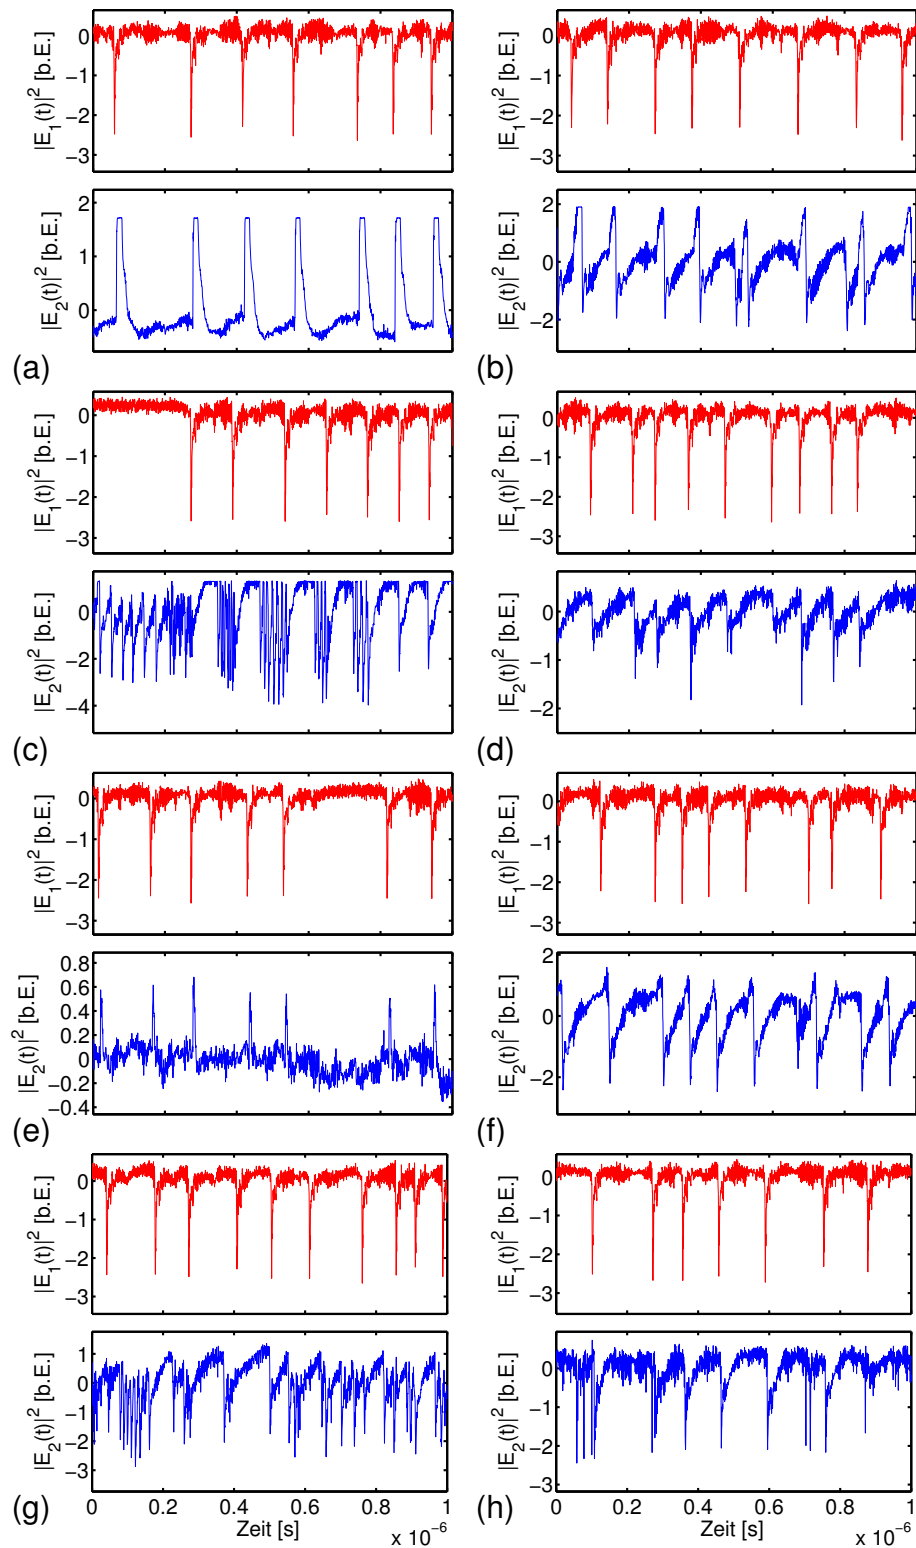 |E₁(t)|² [b.E.]
0
−1
−2
−3
|E₂(t)|² [b.E.]
2
1
0
(a)
|E₁(t)|² [b.E.]
0
−1
−2
−3
|E₂(t)|² [b.E.]
2
0
−2
(b)
|E₁(t)|² [b.E.]
0
−1
−2
−3
|E₂(t)|² [b.E.]
0
−2
−4
(c)
|E₁(t)|² [b.E.]
0
−1
−2
−3
|E₂(t)|² [b.E.]
0
−1
−2
(d)
|E₁(t)|² [b.E.]
0
−1
−2
−3
|E₂(t)|² [b.E.]
0.8
0.6
0.4
0.2
0
−0.2
−0.4
(e)
|E₁(t)|² [b.E.]
0
−1
−2
−3
|E₂(t)|² [b.E.]
2
0
−2
(f)
|E₁(t)|² [b.E.]
0
−1
−2
−3
|E₂(t)|² [b.E.]
1
0
−1
−2
−3
(g)
0 0.2 0.4 0.6 0.8 1
Zeit [s]
x 10⁻⁶
|E₁(t)|² [b.E.]
0
−1
−2
−3
|E₂(t)|² [b.E.]
0
−1
−2
−3
(h)
0 0.2 0.4 0.6 0.8 1
Zeit [s]
x 10⁻⁶